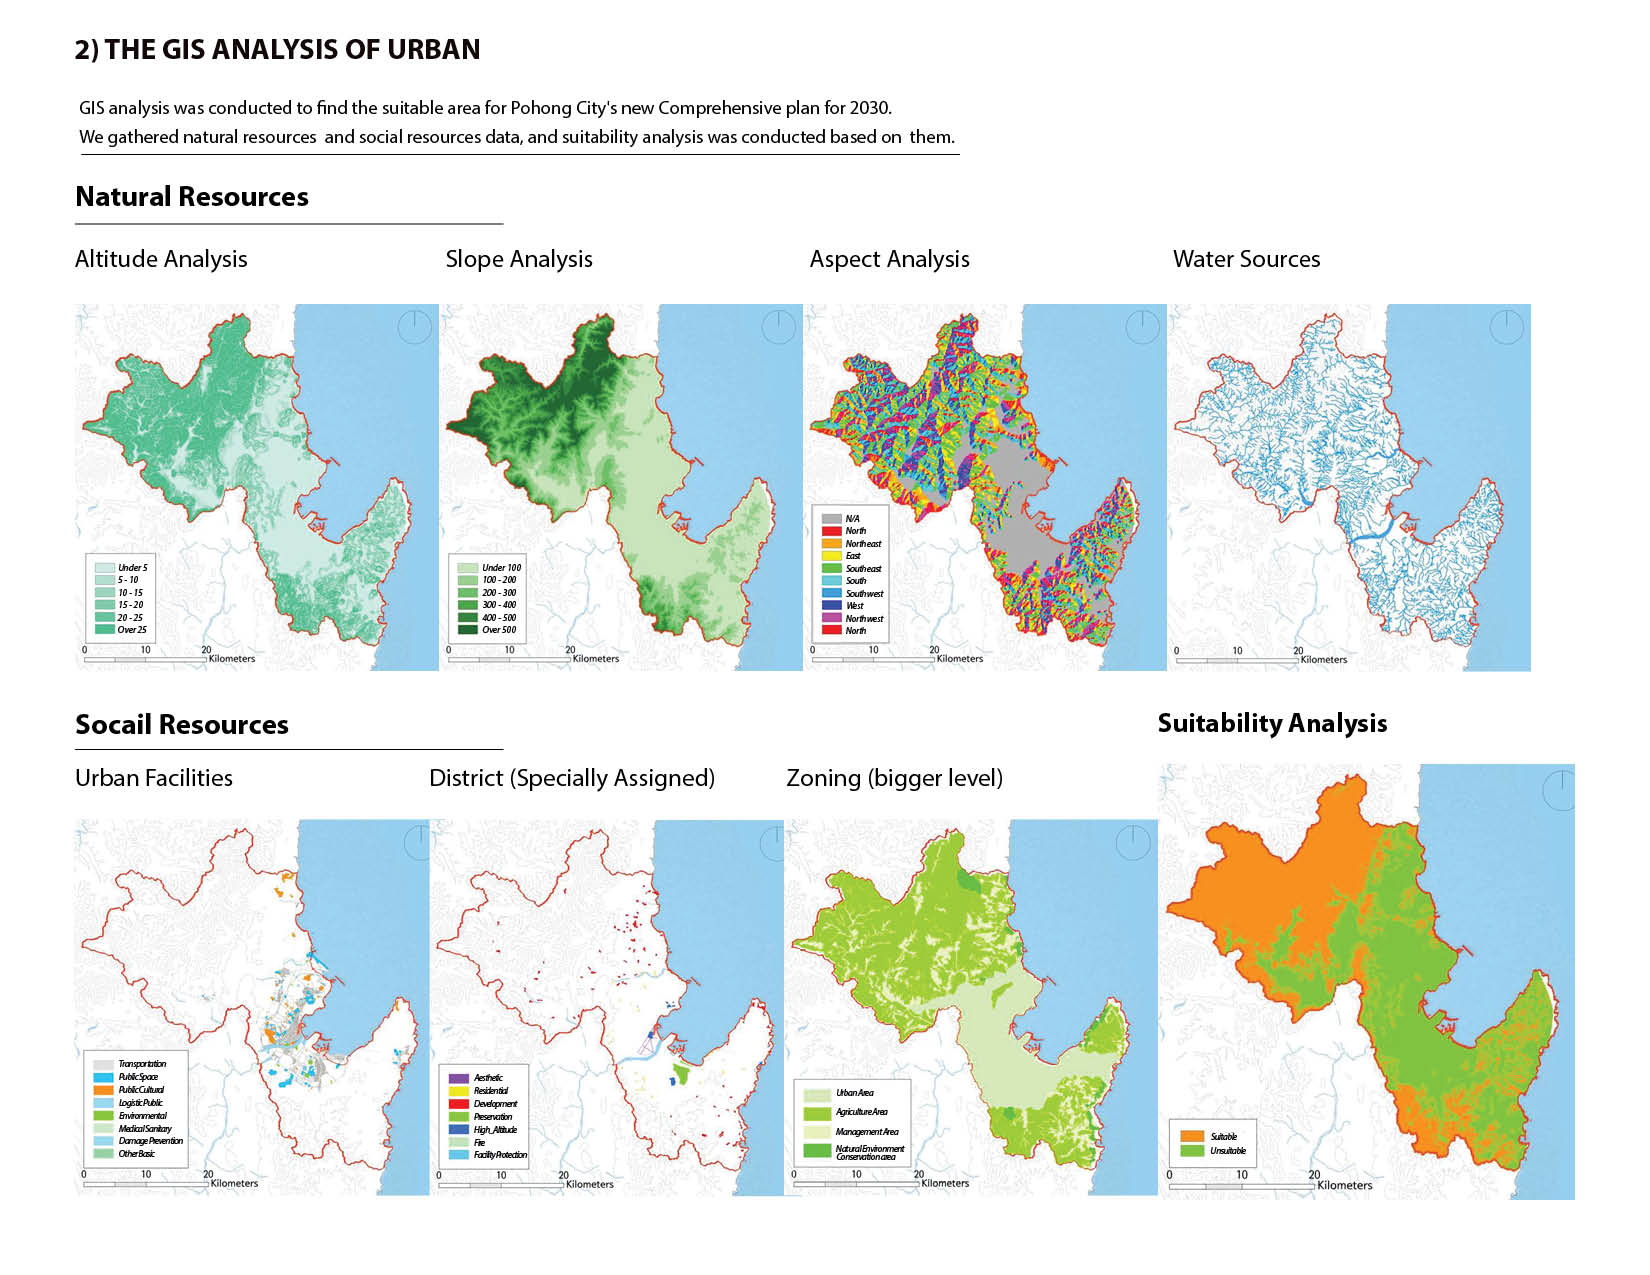 2) THE GIS ANALYSIS OF URBAN
GIS analysis was conducted to find the suitable area for Pohong City's new Comprehensive plan for 2030.
We gathered natural resources and social resources data, and suitability analysis was conducted based on them.
Natural Resources
Altitude Analysis
Slope Analysis
Aspect Analysis
Water Sources
Under 5
5 - 10
10 - 15
15 - 20
20 - 25
Over 25
0 10 20 Kilometers
Under 100
100 - 200
200 - 300
300 - 400
400 - 500
Over 500
0 10 20 Kilometers
N/A
North
Northeast
East
Southeast
South
Southwest
West
Northwest
North
0 10 20 Kilometers
0 10 20 Kilometers
Socail Resources
Suitability Analysis
Urban Facilities
District (Specially Assigned)
Zoning (bigger level)
Transportation
Public Space
Public Cultural
Logistic Public
Environmental
Medical Sanitary
Damage Prevention
Other Basic
0 10 20 Kilometers
Aesthetic
Residential
Development
Preservation
High_Altitude
Fire
Facility Protection
0 10 20 Kilometers
Urban Area
Agriculture Area
Management Area
Natural Environment
Conservation area
0 10 20 Kilometers
Suitable
Unsuitable
0 10 20 Kilometers